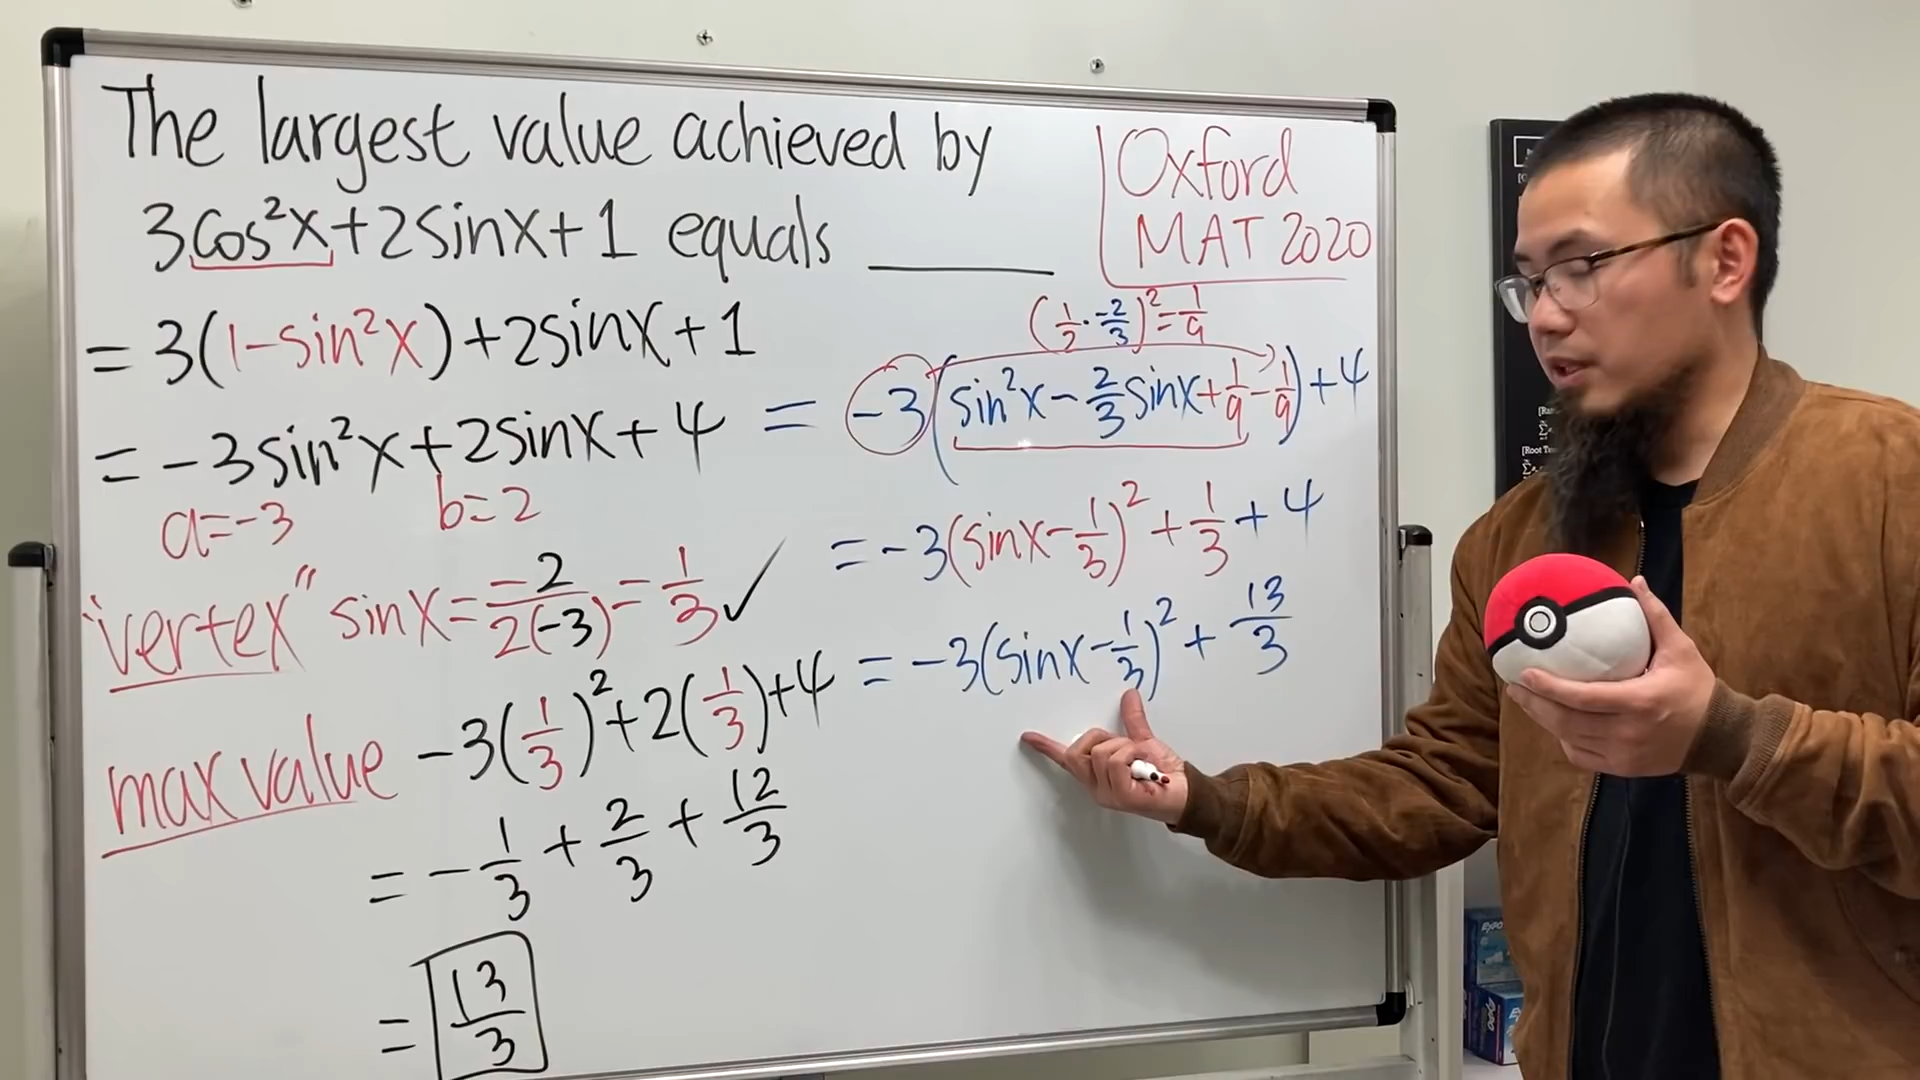 The largest value achieved by
3cos²x+2sinx+1 equals ______
Oxford
MAT 2020
= 3(1-sin²x)+2sinx+1
= -3sin²x+2sinx+4
a=-3 b=2
"vertex" sinx = -2/2(-3) = 1/3 ✓
max value -3(1/3)²+2(1/3)+4
= -1/3 + 2/3 + 12/3
= 13/3
(1/2·-2/3)²=1/9
= -3(sin²x - 2/3 sinx + 1/9 - 1/9)+4
= -3(sinx-1/3)² + 1/3 + 4
= -3(sinx-1/3)² + 13/3
EXPO